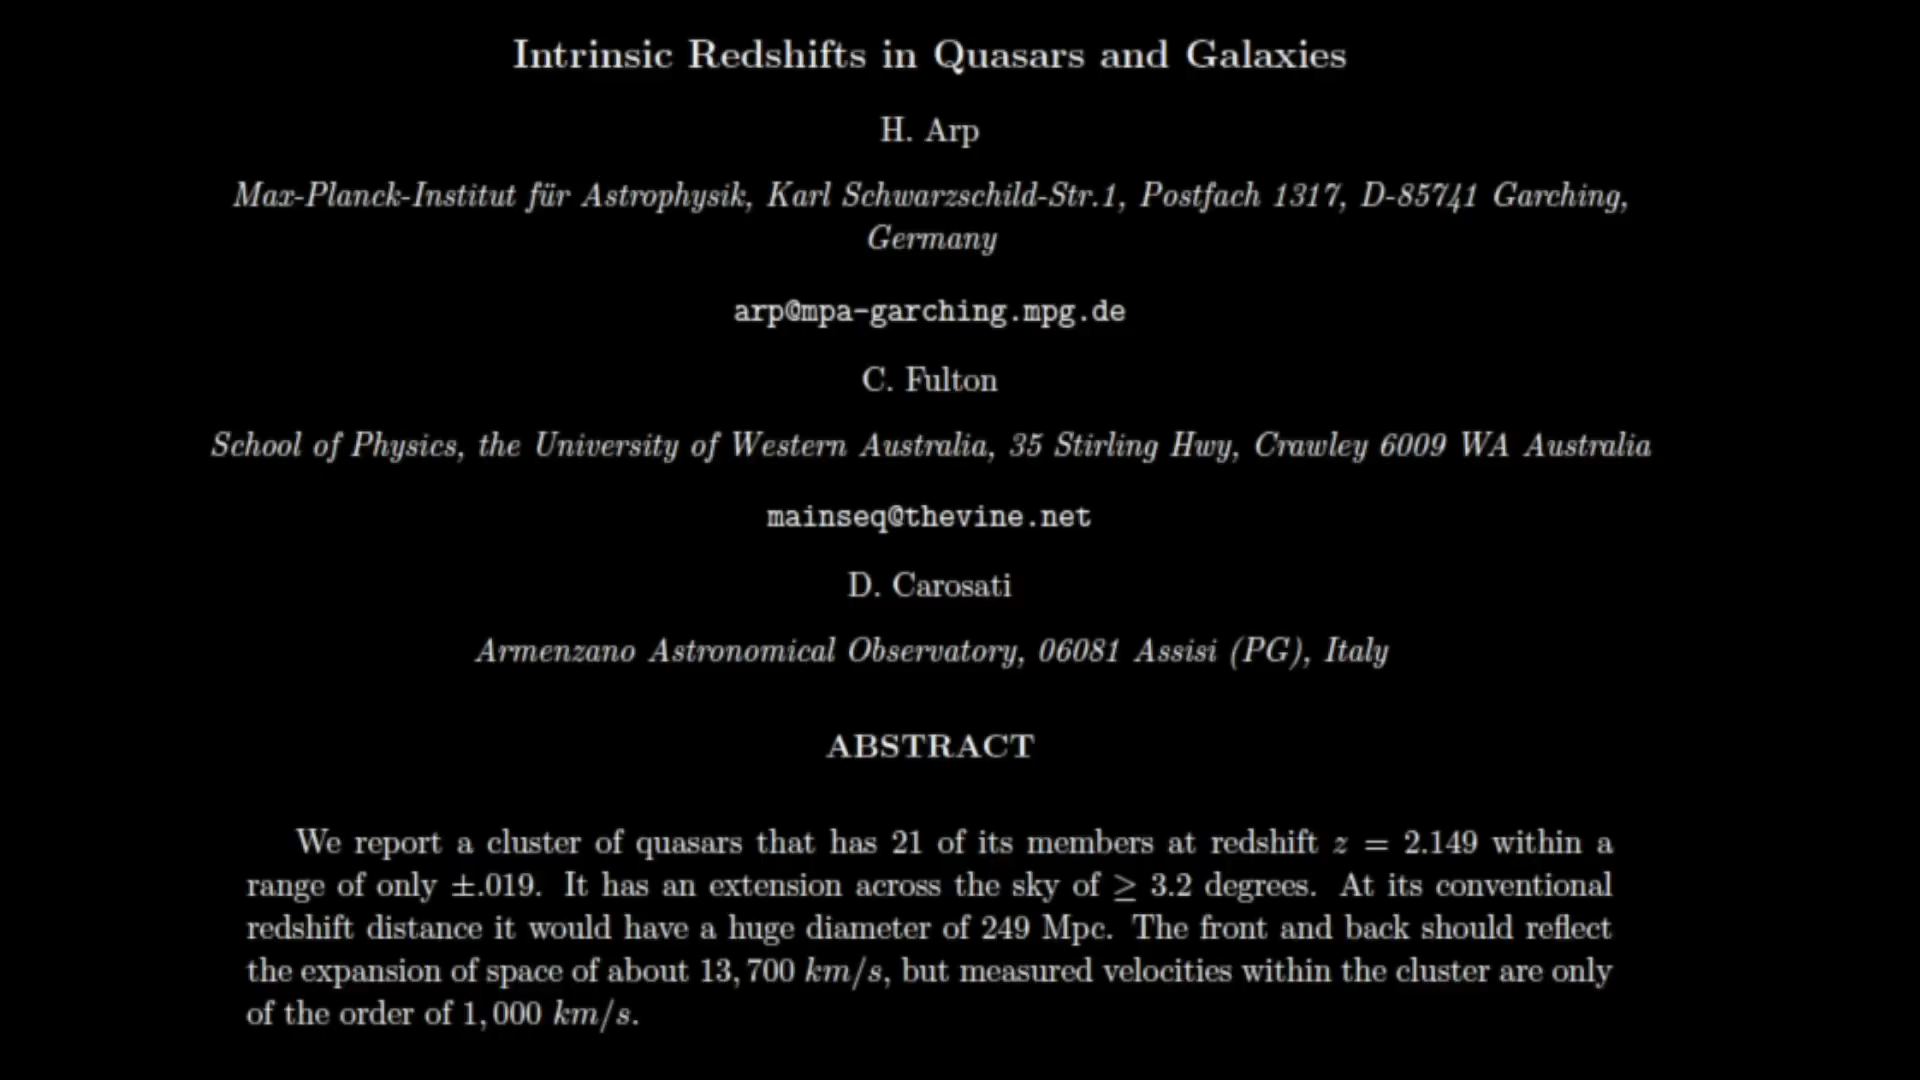 Intrinsic Redshifts in Quasars and Galaxies
H. Arp
Max-Planck-Institut für Astrophysik, Karl Schwarzschild-Str.1, Postfach 1317, D-85741 Garching,
Germany
arp@mpa-garching.mpg.de
C. Fulton
School of Physics, the University of Western Australia, 35 Stirling Hwy, Crawley 6009 WA Australia
mainseq@thevine.net
D. Carosati
Armenzano Astronomical Observatory, 06081 Assisi (PG), Italy
ABSTRACT
We report a cluster of quasars that has 21 of its members at redshift z = 2.149 within a
range of only ±.019. It has an extension across the sky of ≥ 3.2 degrees. At its conventional
redshift distance it would have a huge diameter of 249 Mpc. The front and back should reflect
the expansion of space of about 13,700 km/s, but measured velocities within the cluster are only
of the order of 1,000 km/s.